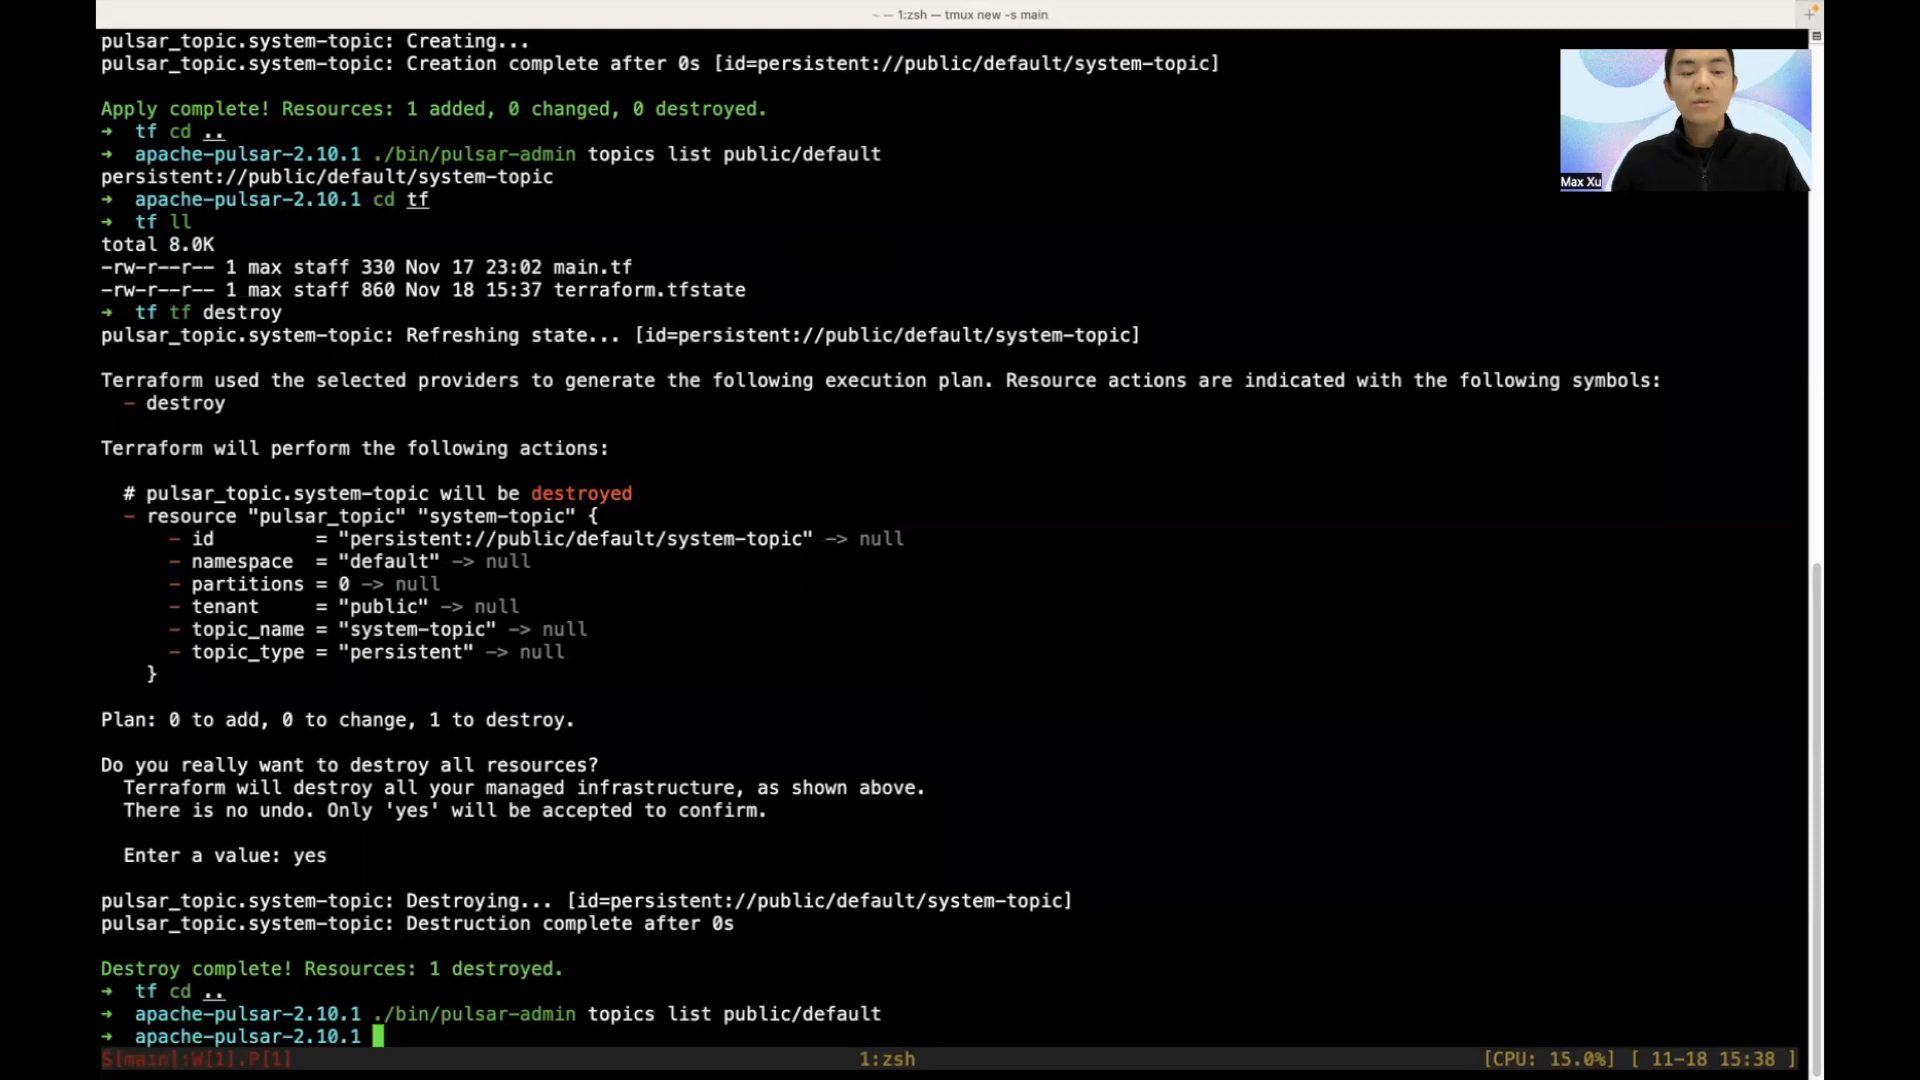 ~ — 1:zsh — tmux new -s main
pulsar_topic.system-topic: Creating...
pulsar_topic.system-topic: Creation complete after 0s [id=persistent://public/default/system-topic]
Apply complete! Resources: 1 added, 0 changed, 0 destroyed.
➜  tf cd ..
➜  apache-pulsar-2.10.1 ./bin/pulsar-admin topics list public/default
persistent://public/default/system-topic
➜  apache-pulsar-2.10.1 cd tf
➜  tf ll
total 8.0K
-rw-r--r-- 1 max staff 330 Nov 17 23:02 main.tf
-rw-r--r-- 1 max staff 860 Nov 18 15:37 terraform.tfstate
➜  tf tf destroy
pulsar_topic.system-topic: Refreshing state... [id=persistent://public/default/system-topic]
Terraform used the selected providers to generate the following execution plan. Resource actions are indicated with the following symbols:
  - destroy
Terraform will perform the following actions:
  # pulsar_topic.system-topic will be destroyed
  - resource "pulsar_topic" "system-topic" {
      - id         = "persistent://public/default/system-topic" -> null
      - namespace  = "default" -> null
      - partitions = 0 -> null
      - tenant     = "public" -> null
      - topic_name = "system-topic" -> null
      - topic_type = "persistent" -> null
    }
Plan: 0 to add, 0 to change, 1 to destroy.
Do you really want to destroy all resources?
  Terraform will destroy all your managed infrastructure, as shown above.
  There is no undo. Only 'yes' will be accepted to confirm.
  Enter a value: yes
pulsar_topic.system-topic: Destroying... [id=persistent://public/default/system-topic]
pulsar_topic.system-topic: Destruction complete after 0s
Destroy complete! Resources: 1 destroyed.
➜  tf cd ..
➜  apache-pulsar-2.10.1 ./bin/pulsar-admin topics list public/default
➜  apache-pulsar-2.10.1
S[main]:W[1].P[1] 1:zsh [CPU: 15.0%] [ 11-18 15:38 ]
Max Xu